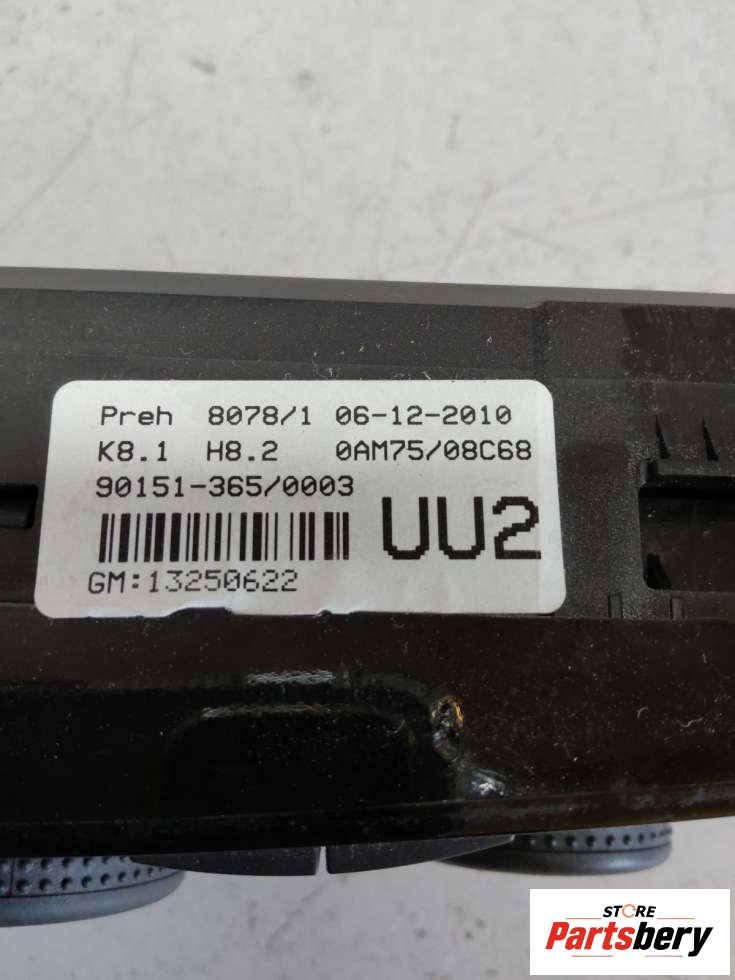 Preh 8078/1 06-12-2010
K8.1 H8.2 0AM75/08C68
90151-365/0003
UU2
GM:13250622
STORE
Partsbery